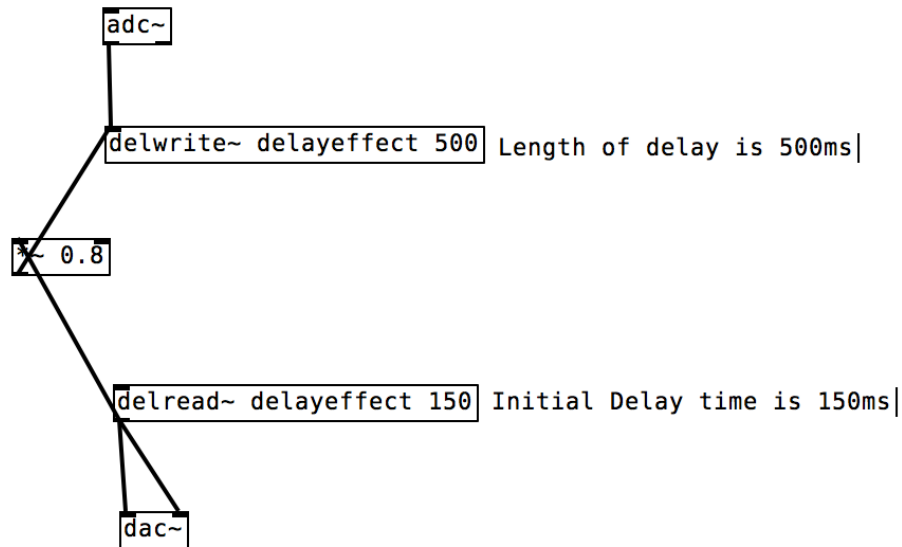 adc~
delwrite~ delayeffect 500 Length of delay is 500ms
*~ 0.8
delread~ delayeffect 150 Initial Delay time is 150ms
dac~